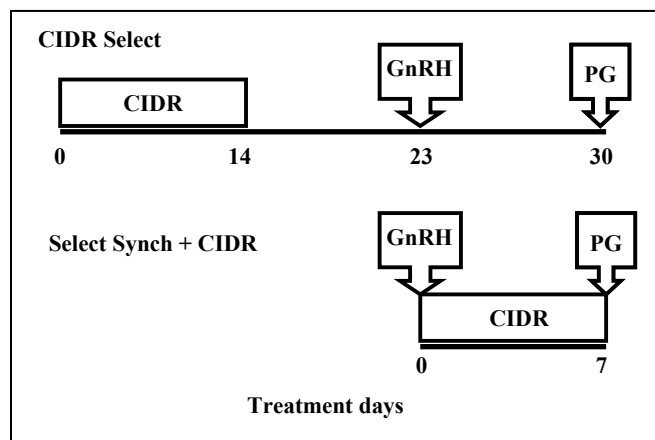 CIDR Select
GnRH
PG
CIDR
0 14 23 30
Select Synch + CIDR
GnRH
PG
CIDR
0 7
Treatment days